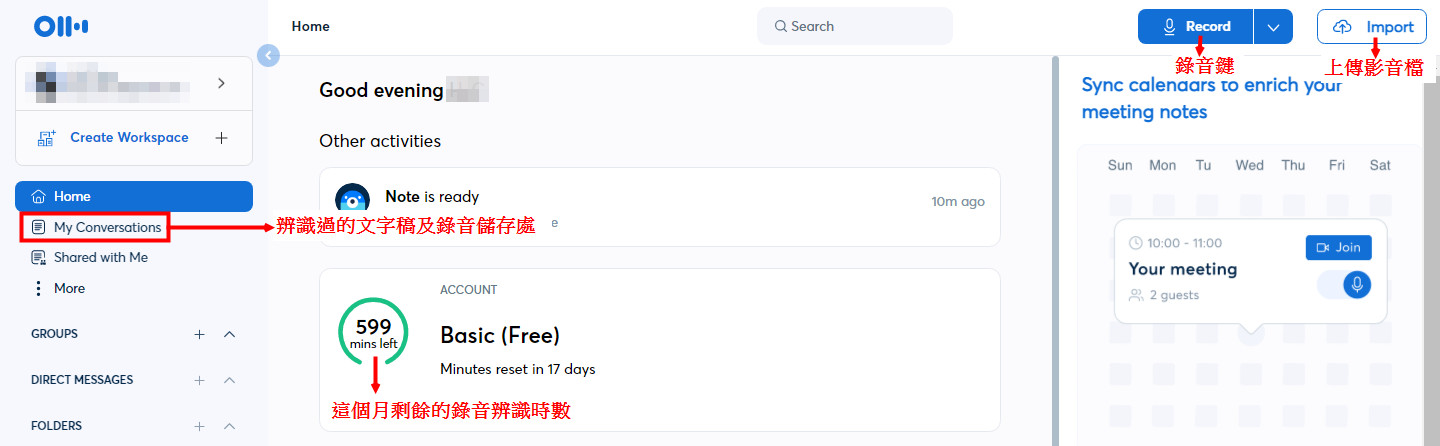 Home
Search
Record
Import
錄音鍵
上傳影音檔
Create Workspace
Home
My Conversations
辨識過的文字稿及錄音儲存處
Shared with Me
More
GROUPS
DIRECT MESSAGES
FOLDERS
Good evening
Other activities
Note is ready
10m ago
e
ACCOUNT
599
mins left
Basic (Free)
Minutes reset in 17 days
這個月剩餘的錄音辨識時數
Sync calendars to enrich your
meeting notes
Sun Mon Tu Wed Thu Fri Sat
10:00 - 11:00
Join
Your meeting
2 guests